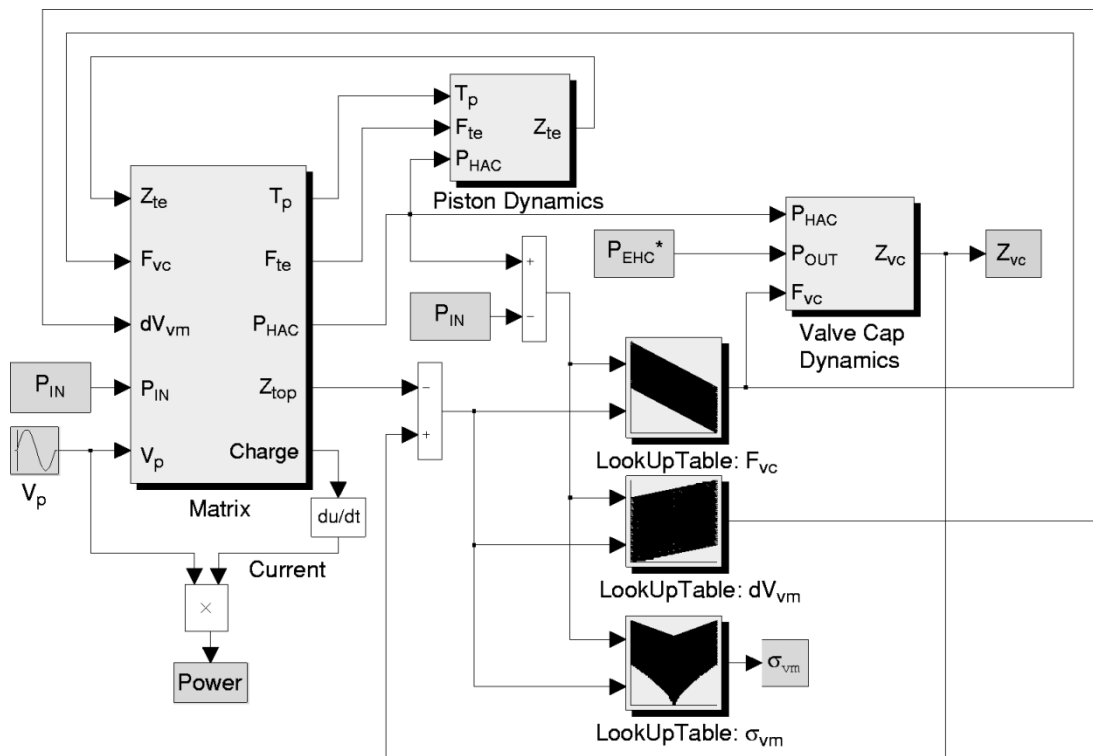 T_p
F_te
Z_te
P_HAC
Piston Dynamics
Z_te
T_p
F_vc
F_te
dV_vm
P_HAC
P_IN
P_IN
Z_top
V_p
Charge
V_p
Matrix
du/dt
Current
×
Power
+
−
P_IN
−
+
P_EHC*
P_HAC
P_OUT
Z_vc
F_vc
Z_vc
Valve Cap
Dynamics
LookUpTable: F_vc
LookUpTable: dV_vm
σ_vm
LookUpTable: σ_vm